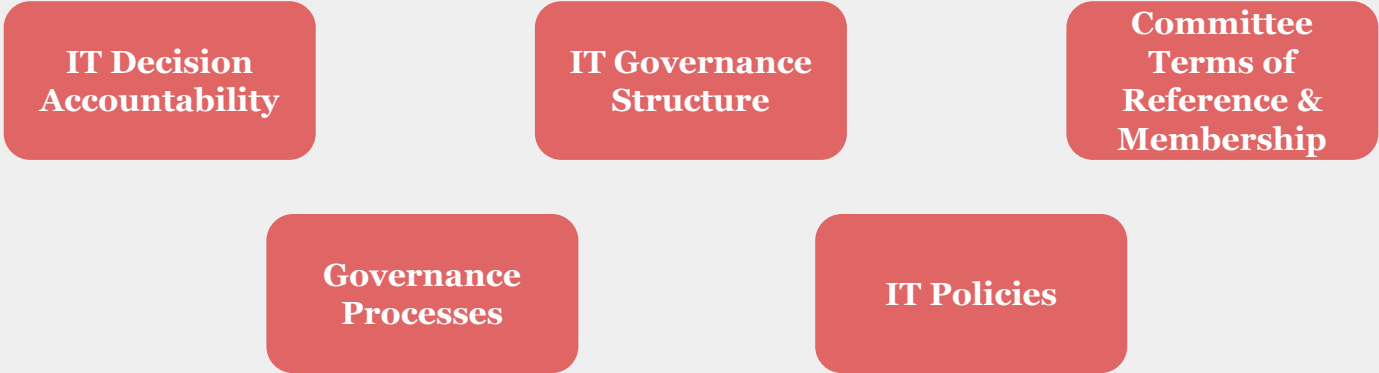 IT Decision
Accountability
IT Governance
Structure
Committee
Terms of
Reference &
Membership
Governance
Processes
IT Policies